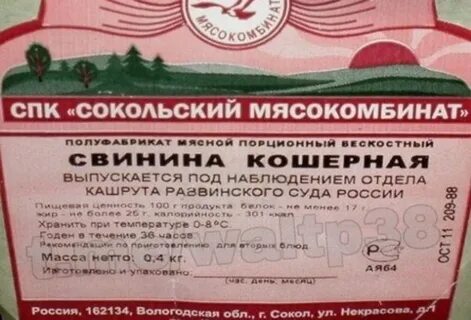 МЯСОКОМБИНАТ
СПК "СОКОЛЬСКИЙ МЯСОКОМБИНАТ"
ПОЛУФАБРИКАТ МЯСНОЙ ПОРЦИОННЫЙ БЕСКОСТНЫЙ
СВИНИНА КОШЕРНАЯ
ВЫПУСКАЕТСЯ ПОД НАБЛЮДЕНИЕМ ОТДЕЛА
КАШРУТА РАВВИНСКОГО СУДА РОССИИ
Пищевая ценность 100 г продукта белок - не менее 17 г
жир - не более 26 г. калорийность - 301 ккал
Хранить при температуре 0-8°С
Годен в течение 36 часов
Рекомендации по приготовлению для вторых блюд
Масса нетто: 0,4 кг.
Изготовлено и упаковано:
(час, день, месяц)
РС
АЯ64
ОСТ 11 209-88
Россия, 162134, Вологодская обл., г. Сокол, ул. Некрасова,